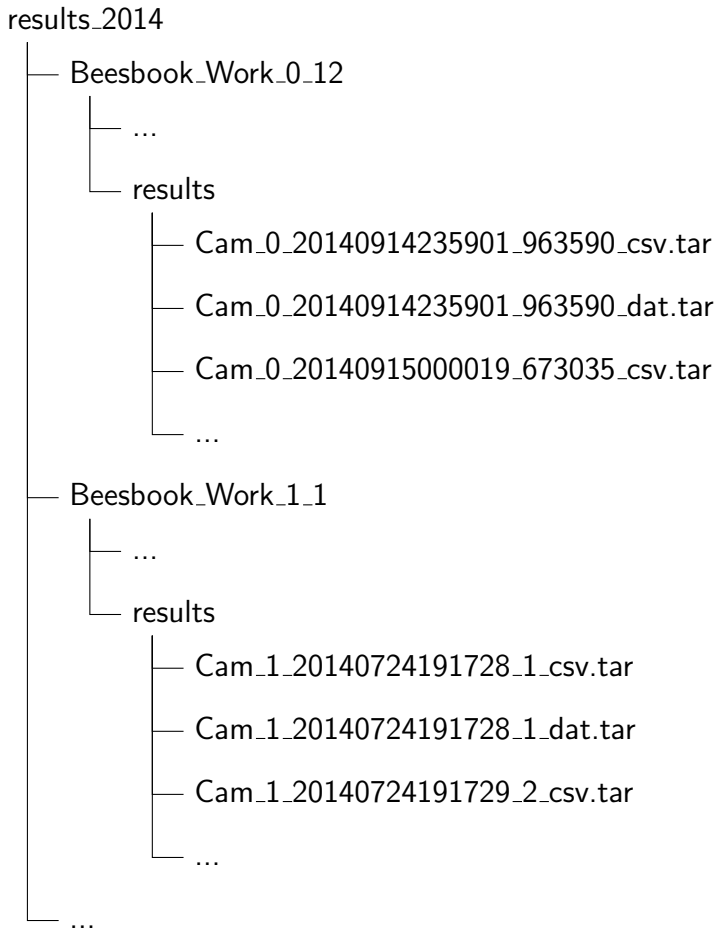 results_2014
Beesbook_Work_0_12
...
results
Cam_0_20140914235901_963590_csv.tar
Cam_0_20140914235901_963590_dat.tar
Cam_0_20140915000019_673035_csv.tar
...
Beesbook_Work_1_1
...
results
Cam_1_20140724191728_1_csv.tar
Cam_1_20140724191728_1_dat.tar
Cam_1_20140724191729_2_csv.tar
...
...